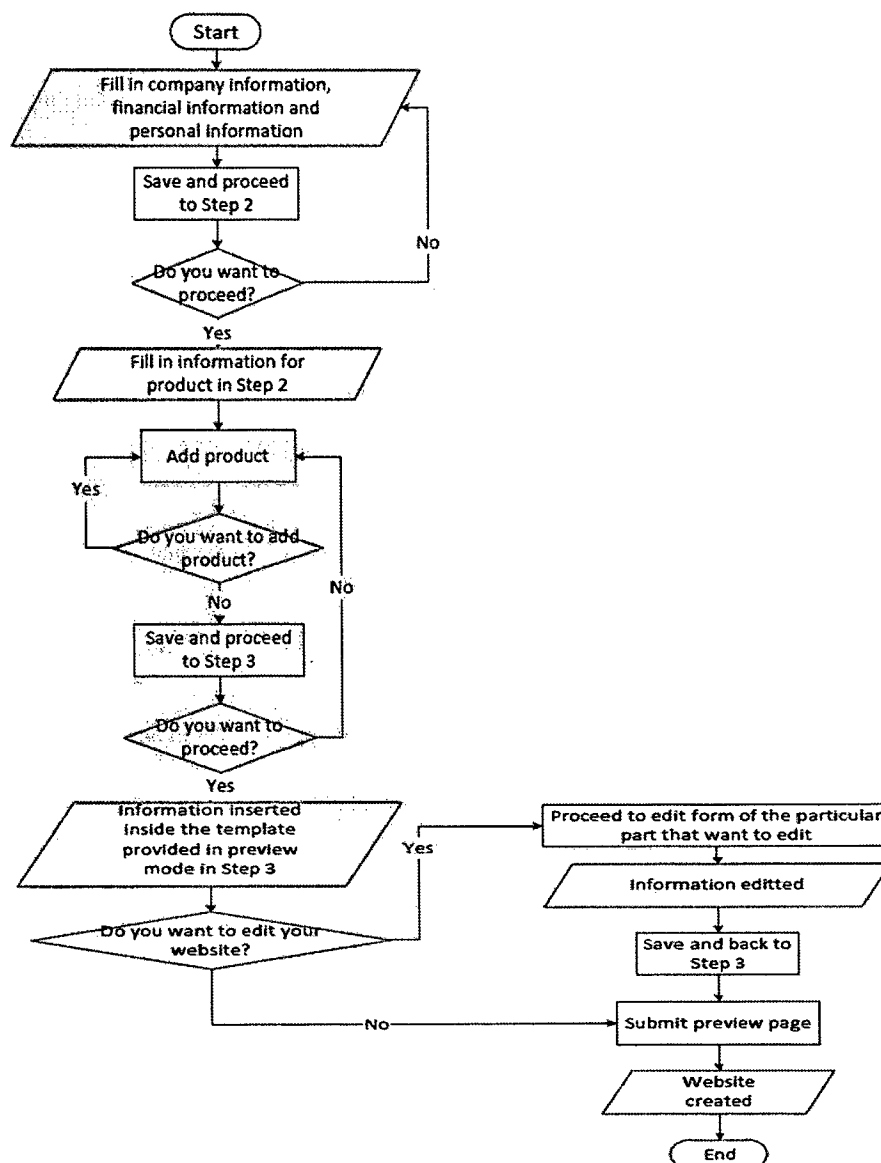 Start
Fill in company information,
financial information and
personal information
Save and proceed
to Step 2
No
Do you want to
proceed?
Yes
Fill in information for
product in Step 2
Add product
Yes
Do you want to add
product?
No
No
Save and proceed
to Step 3
Do you want to
proceed?
Yes
Information inserted
inside the template
provided in preview
mode in Step 3
Yes
Proceed to edit form of the particular
part that want to edit
Information editted
Do you want to edit your
website?
Save and back to
Step 3
No
Submit preview page
Website
created
End